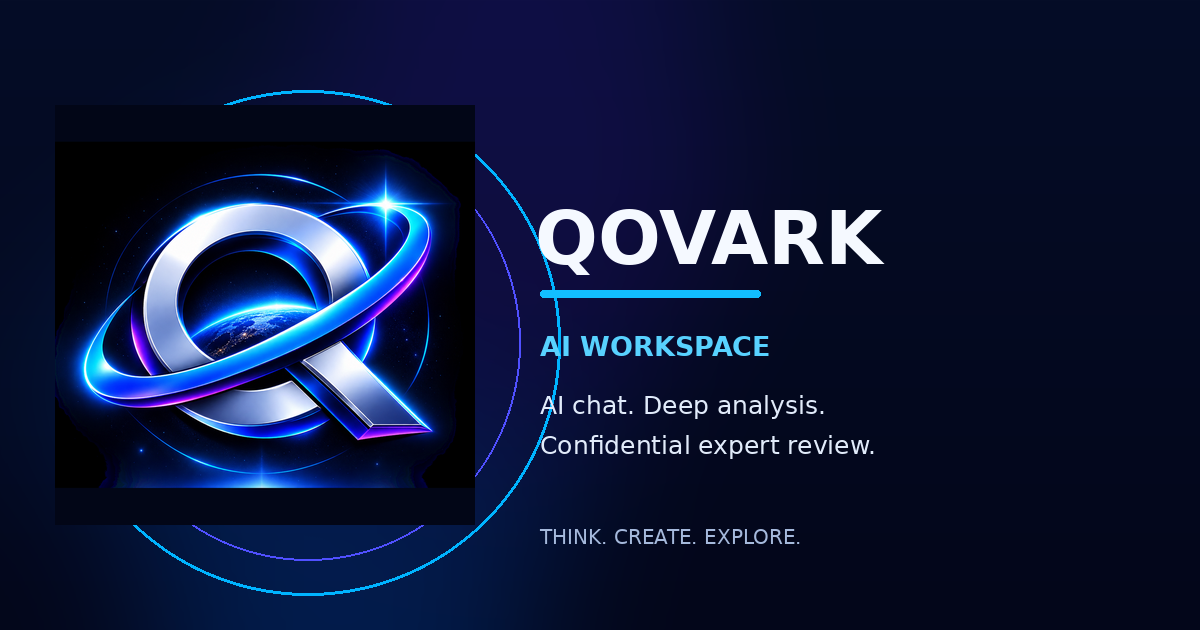 QOVARK
AI WORKSPACE
AI chat. Deep analysis.
Confidential expert review.
THINK. CREATE. EXPLORE.